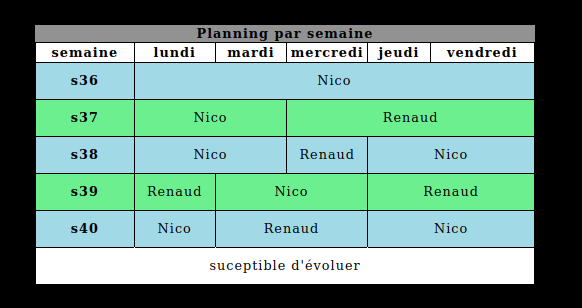 Planning par semaine
semaine lundi mardi mercredi jeudi vendredi
s36 Nico
s37 Nico Renaud
s38 Nico Renaud Nico
s39 Renaud Nico Renaud
s40 Nico Renaud Nico
suceptible d'évoluer